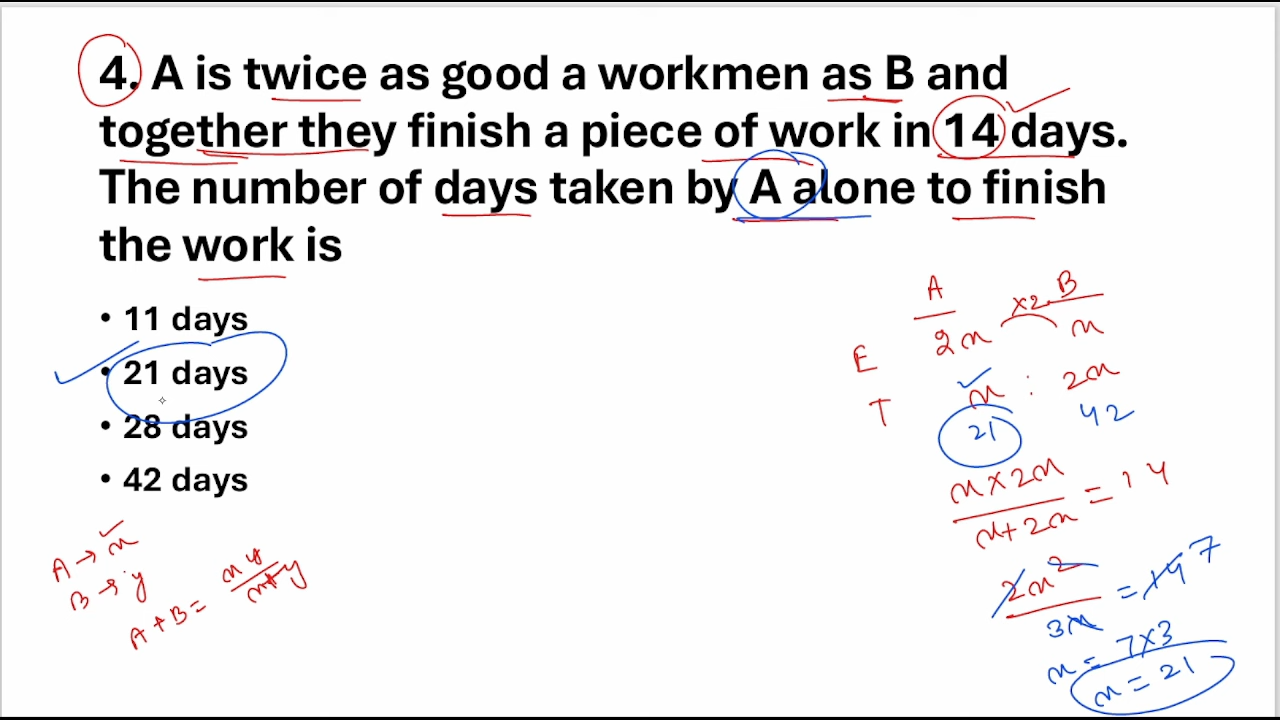 4. A is twice as good a workmen as B and
together they finish a piece of work in 14 days.
The number of days taken by A alone to finish
the work is
• 11 days
• 21 days
• 28 days
• 42 days
A → x
B → y
A + B = xy / x+y
A ×2 B
E 2x x
T x : 2x
21 42
x × 2x / x + 2x = 14
2x² / 3x = 14 7
x = 7×3
x = 21